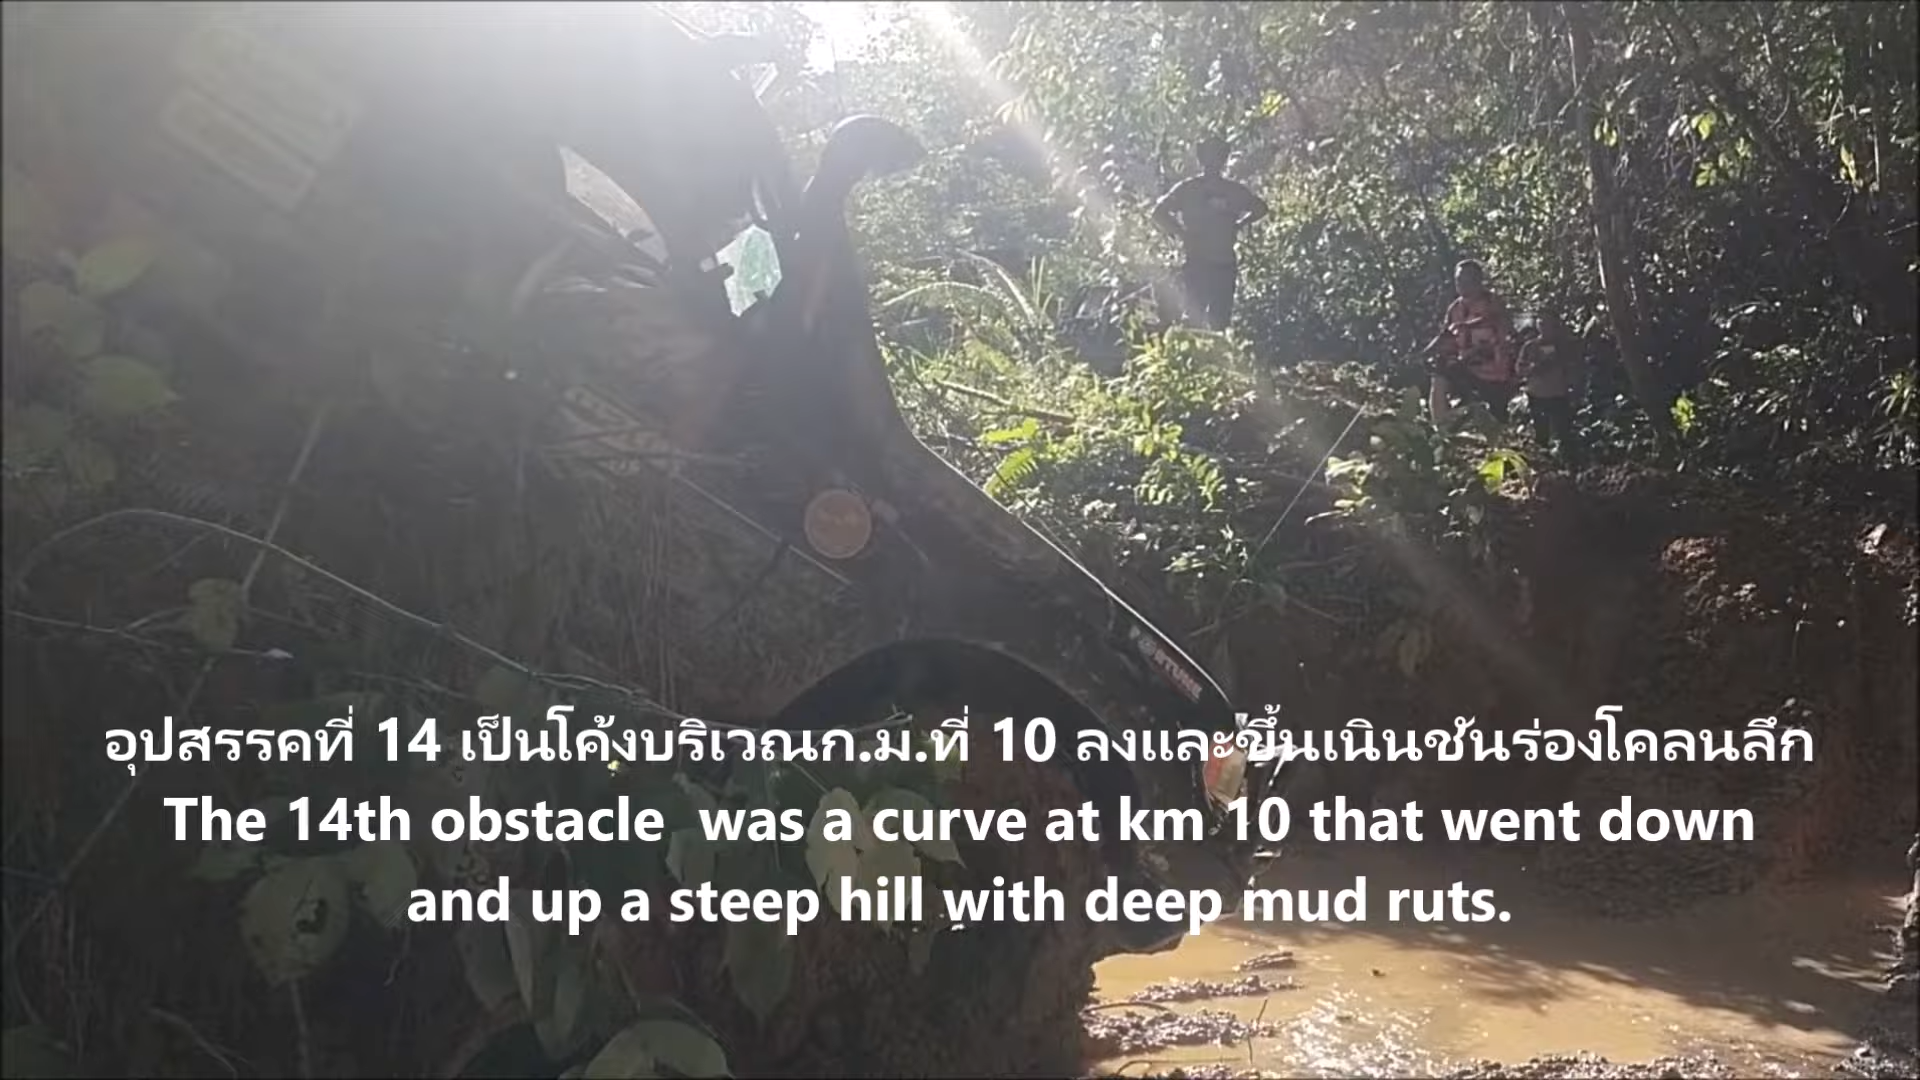 อุปสรรคที่ 14 เป็นโค้งบริเวณก.ม.ที่ 10 ลงและขึ้นเนินชันร่องโคลนลึก
The 14th obstacle  was a curve at km 10 that went down
and up a steep hill with deep mud ruts.